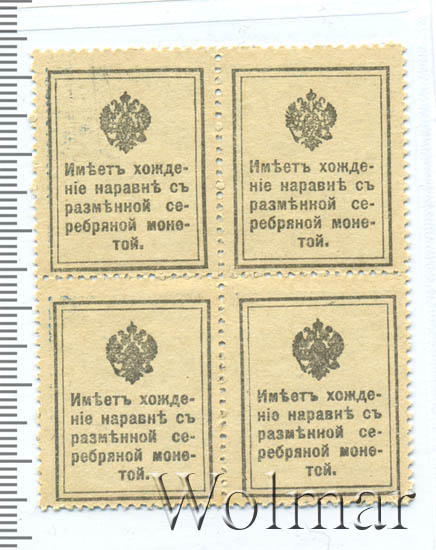 Имѣетъ хожде-
ніе наравнѣ съ
размѣнной се-
ребряной моне-
той.
Имѣетъ хожде-
ніе наравнѣ съ
размѣнной се-
ребряной моне-
той.
Имѣетъ хожде-
ніе наравнѣ съ
размѣнной се-
ребряной моне-
той.
Имѣетъ хожде-
ніе наравнѣ съ
размѣнной се-
ребряной моне-
той.
Wolmar